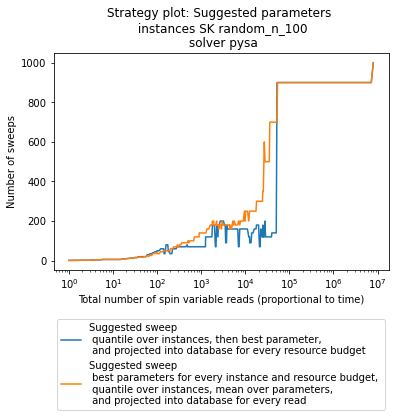 Strategy plot: Suggested parameters
instances SK random_n_100
solver pysa
Number of sweeps
1000
800
600
400
200
0
10^0
10^1
10^2
10^3
10^4
10^5
10^6
10^7
Total number of spin variable reads (proportional to time)
Suggested sweep
quantile over instances, then best parameter,
and projected into database for every resource budget
Suggested sweep
best parameters for every instance and resource budget,
quantile over instances, mean over parameters,
and projected into database for every read